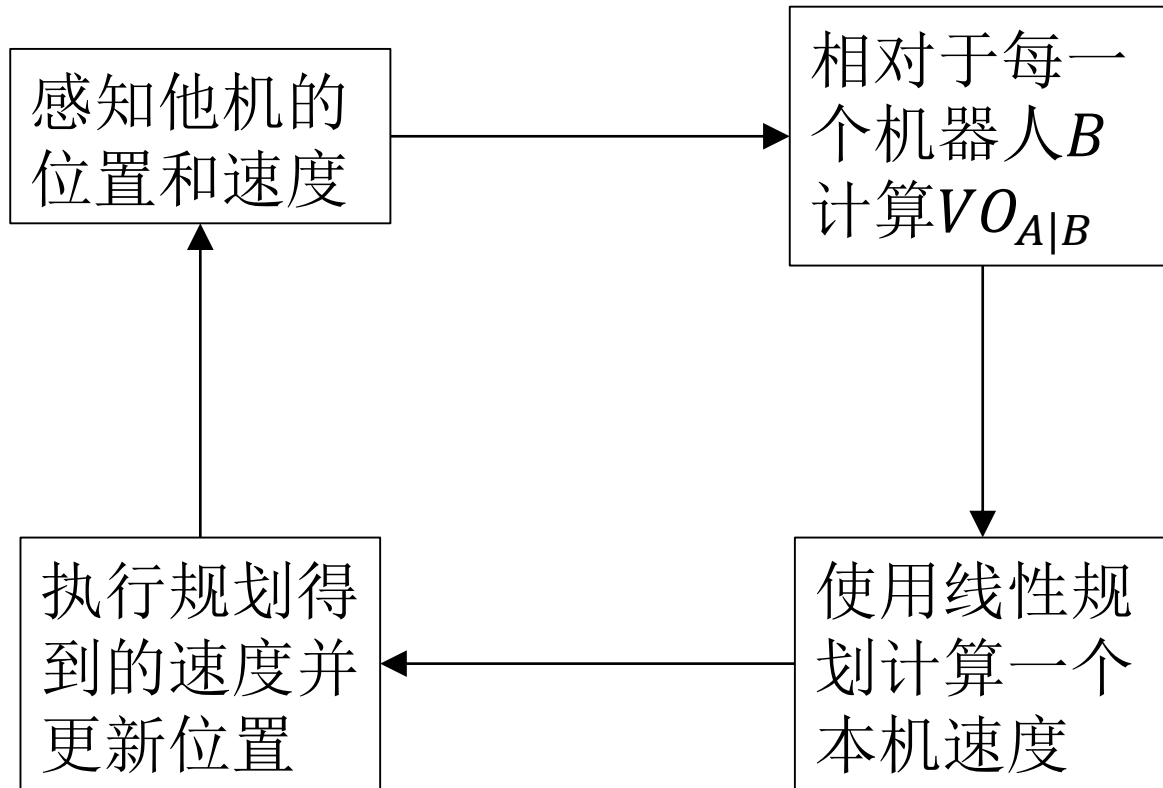 感知他机的
位置和速度
相对于每一
个机器人B
计算VO_{A|B}
执行规划得
到的速度并
更新位置
使用线性规
划计算一个
本机速度